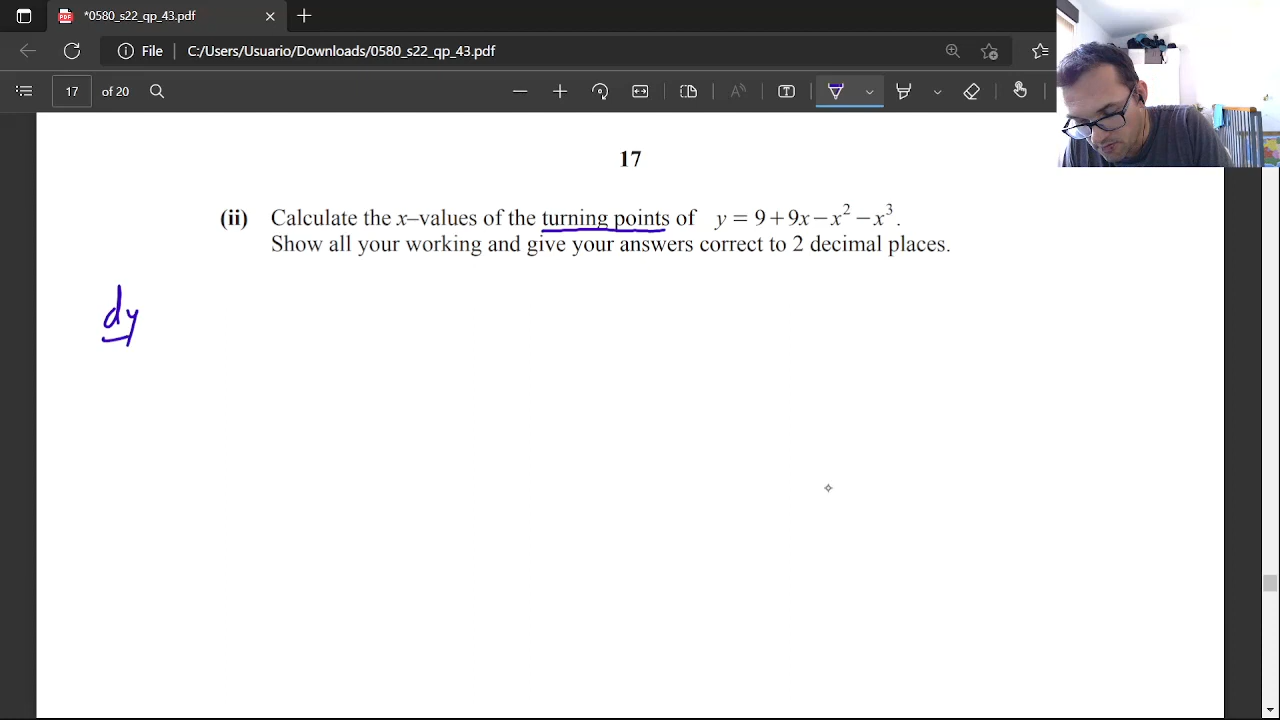 *0580_s22_qp_43.pdf
File C:/Users/Usuario/Downloads/0580_s22_qp_43.pdf
17 of 20
17
(ii) Calculate the x–values of the turning points of y = 9 + 9x − x² − x³.
Show all your working and give your answers correct to 2 decimal places.
dy